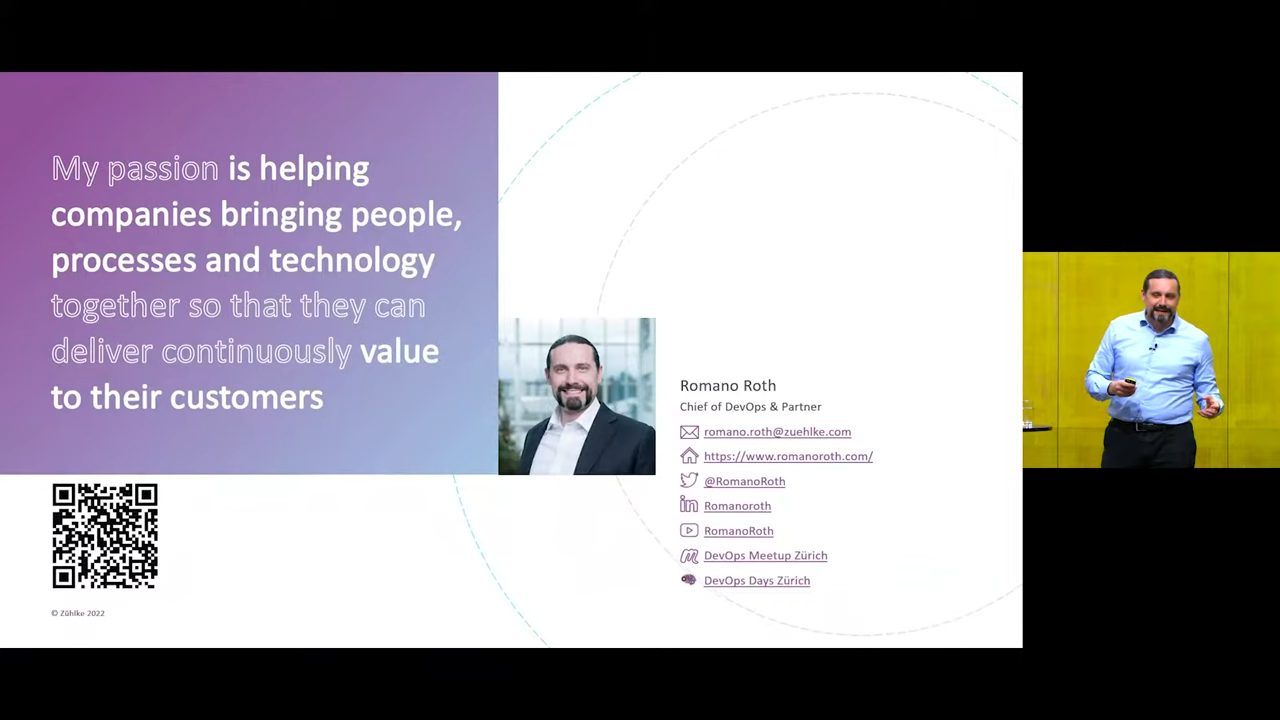 My passion is helping
companies bringing people,
processes and technology
together so that they can
deliver continuously value
to their customers
Romano Roth
Chief of DevOps & Partner
romano.roth@zuehlke.com
https://www.romanoroth.com/
@RomanoRoth
Romanoroth
RomanoRoth
DevOps Meetup Zürich
DevOps Days Zürich
© Zühlke 2022